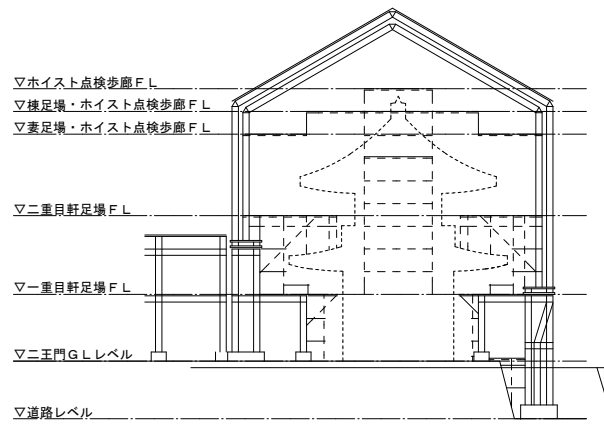 ▽ホイスト点検歩廊ＦＬ
▽棟足場・ホイスト点検歩廊ＦＬ
▽妻足場・ホイスト点検歩廊ＦＬ
▽二重目軒足場ＦＬ
▽一重目軒足場ＦＬ
▽二王門ＧＬレベル
▽道路レベル